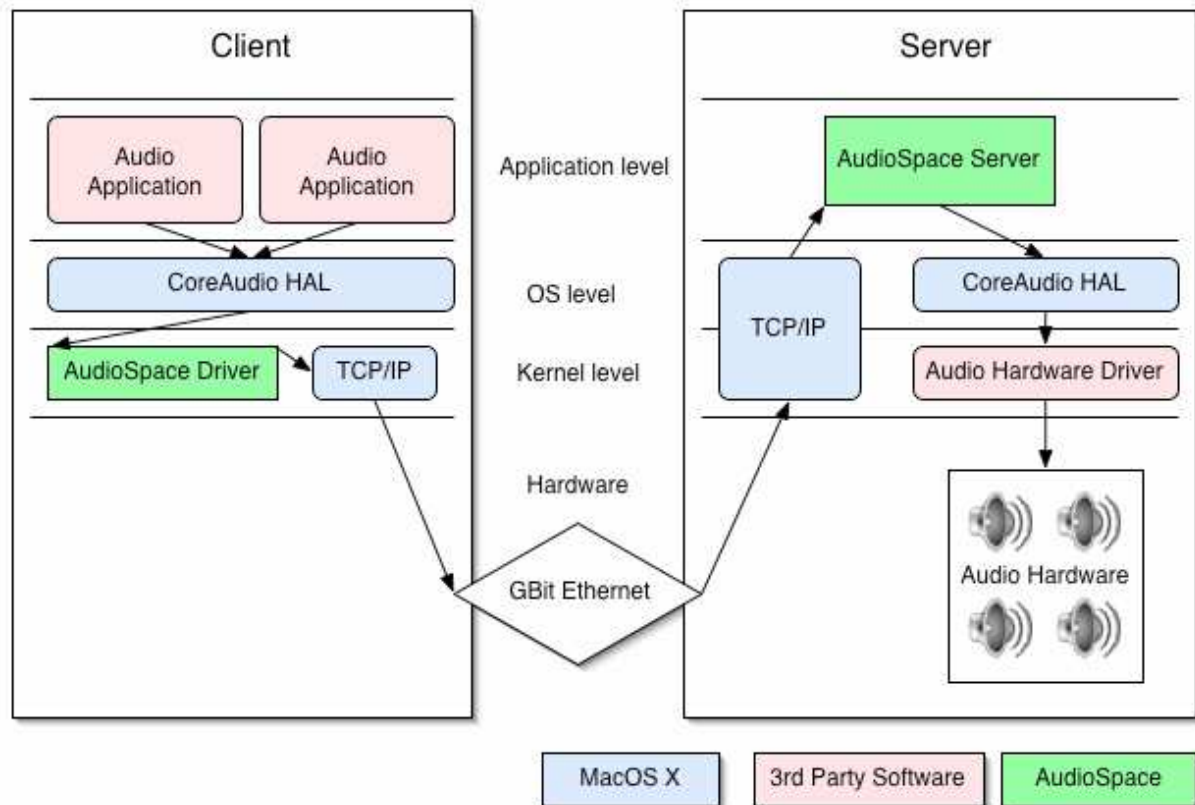 Client
Server
Audio
Application
Audio
Application
Application level
AudioSpace Server
CoreAudio HAL
OS level
TCP/IP
CoreAudio HAL
AudioSpace Driver
TCP/IP
Kernel level
Audio Hardware Driver
Hardware
GBit Ethernet
Audio Hardware
MacOS X
3rd Party Software
AudioSpace